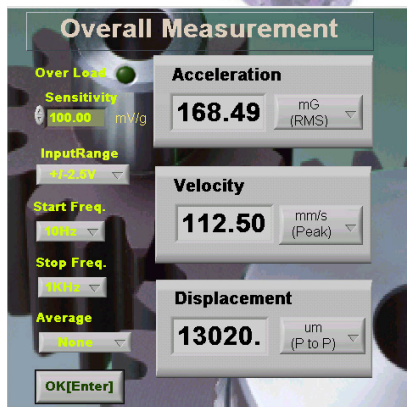 Overall Measurement
Over Load
Sensitivity
100.00 mV/g
InputRange
+/-2.5V
Start Freq.
10Hz
Stop Freq.
1KHz
Average
None
OK[Enter]
Acceleration
168.49 mG
(RMS)
Velocity
112.50 mm/s
(Peak)
Displacement
13020. um
(P to P)